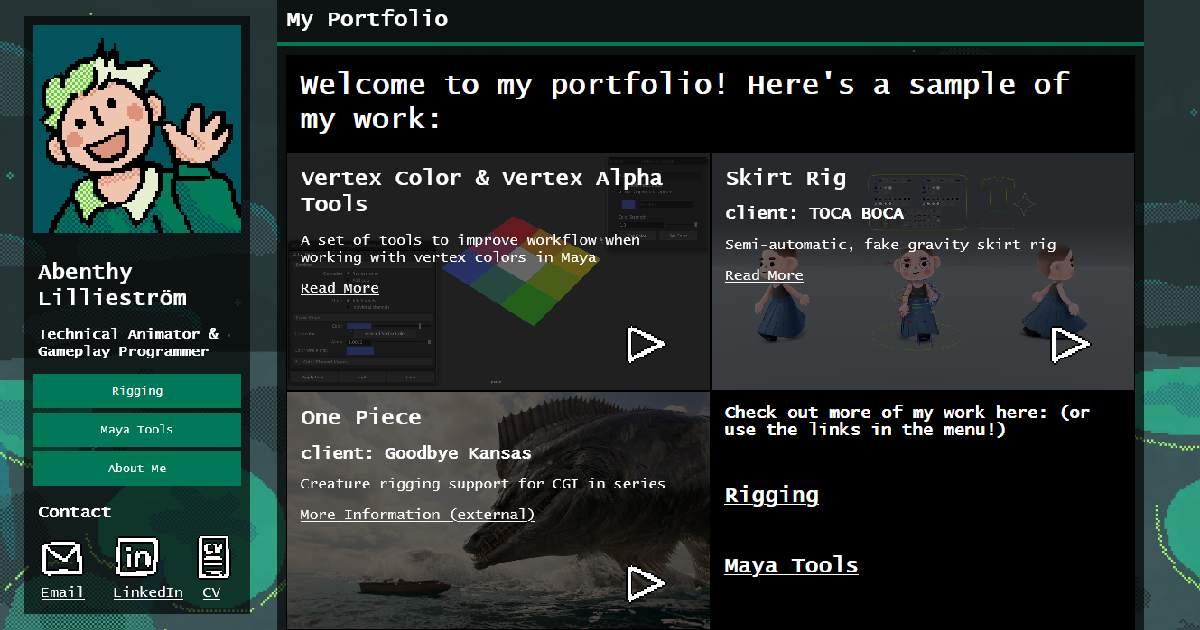 My Portfolio
Abenthy
Lillieström
Technical Animator &
Gameplay Programmer
Rigging
Maya Tools
About Me
Contact
Email
LinkedIn
CV
Welcome to my portfolio! Here's a sample of
my work:
Vertex Color & Vertex Alpha
Tools
A set of tools to improve workflow when
working with vertex colors in Maya
Read More
Skirt Rig
client: TOCA BOCA
Semi-automatic, fake gravity skirt rig
Read More
One Piece
client: Goodbye Kansas
Creature rigging support for CGI in series
More Information (external)
Check out more of my work here: (or
use the links in the menu!)
Rigging
Maya Tools